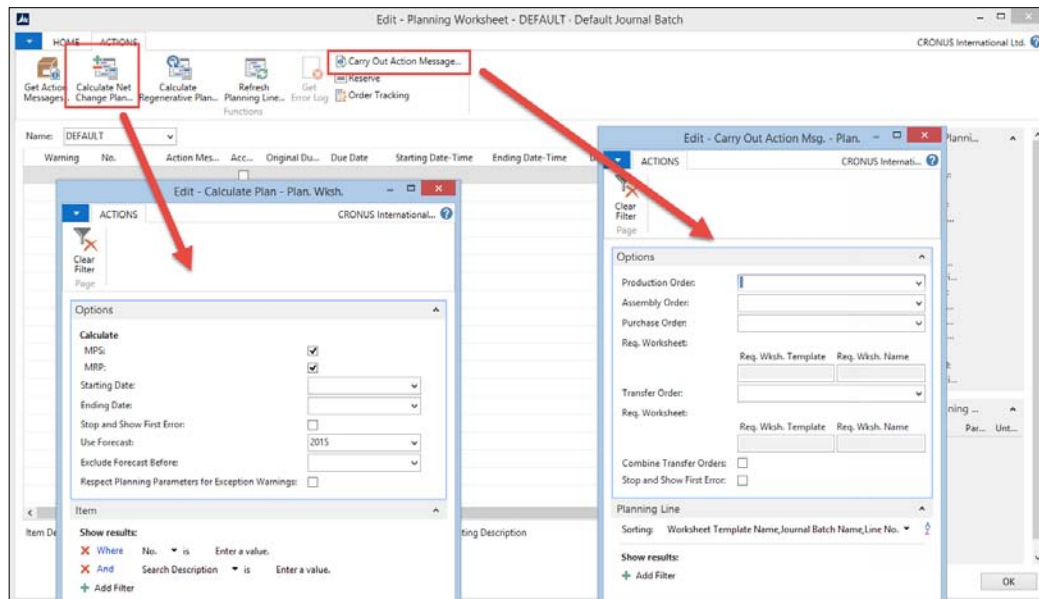 Edit - Planning Worksheet - DEFAULT · Default Journal Batch
HOME ACTIONS CRONUS International Ltd.
Get Action Messages... Calculate Net Change Plan... Calculate Regenerative Plan... Refresh Planning Line... Get Error Log
Carry Out Action Message...
Reserve
Order Tracking
Functions
Name: DEFAULT
Warning No. Action Mes... Acc... Original Du... Due Date Starting Date-Time Ending Date-Time
Edit - Calculate Plan - Plan. Wksh.
ACTIONS CRONUS International...
Clear Filter
Page
Options
Calculate
MPS:
MRP:
Starting Date:
Ending Date:
Stop and Show First Error:
Use Forecast: 2015
Exclude Forecast Before:
Respect Planning Parameters for Exception Warnings:
Item
Show results:
Where No. is Enter a value.
And Search Description is Enter a value.
Add Filter
Edit - Carry Out Action Msg. - Plan.
ACTIONS CRONUS Internati...
Clear Filter
Page
Options
Production Order:
Assembly Order:
Purchase Order:
Req. Worksheet:
Req. Wksh. Template Req. Wksh. Name
Transfer Order:
Req. Worksheet:
Req. Wksh. Template Req. Wksh. Name
Combine Transfer Orders:
Stop and Show First Error:
Planning Line
Sorting: Worksheet Template Name,Journal Batch Name,Line No.
Show results:
Add Filter
Item De
ting Description
Planni...
ning ...
Par... Unt...
OK